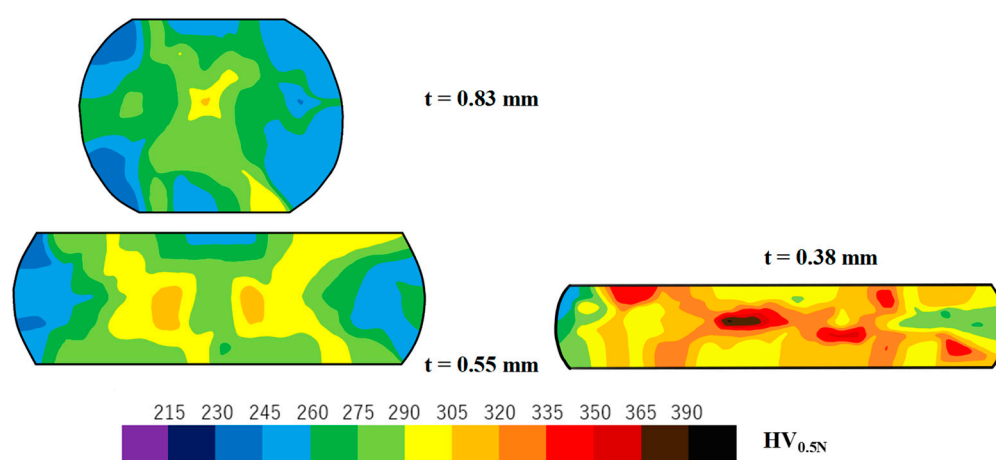 t = 0.83 mm
t = 0.38 mm
t = 0.55 mm
215 230 245 260 275 290 305 320 335 350 365 390
HV0.5N